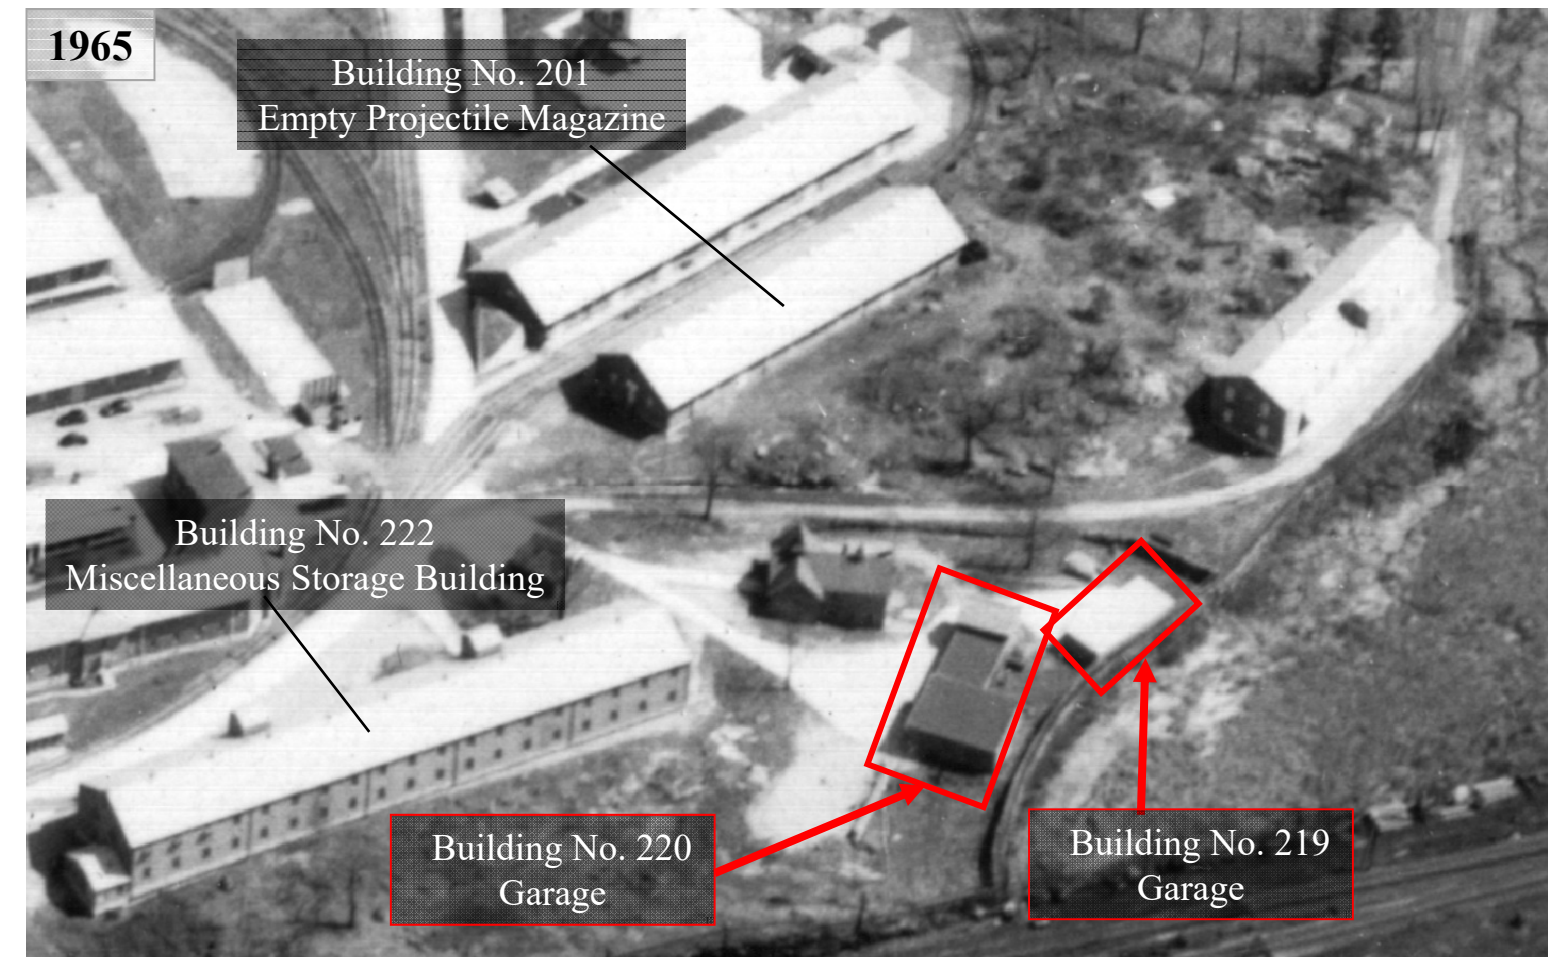 1965
Building No. 201
Empty Projectile Magazine
Building No. 222
Miscellaneous Storage Building
Building No. 220
Garage
Building No. 219
Garage